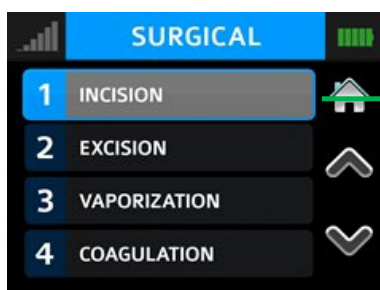 SURGICAL
1 INCISION
2 EXCISION
3 VAPORIZATION
4 COAGULATION